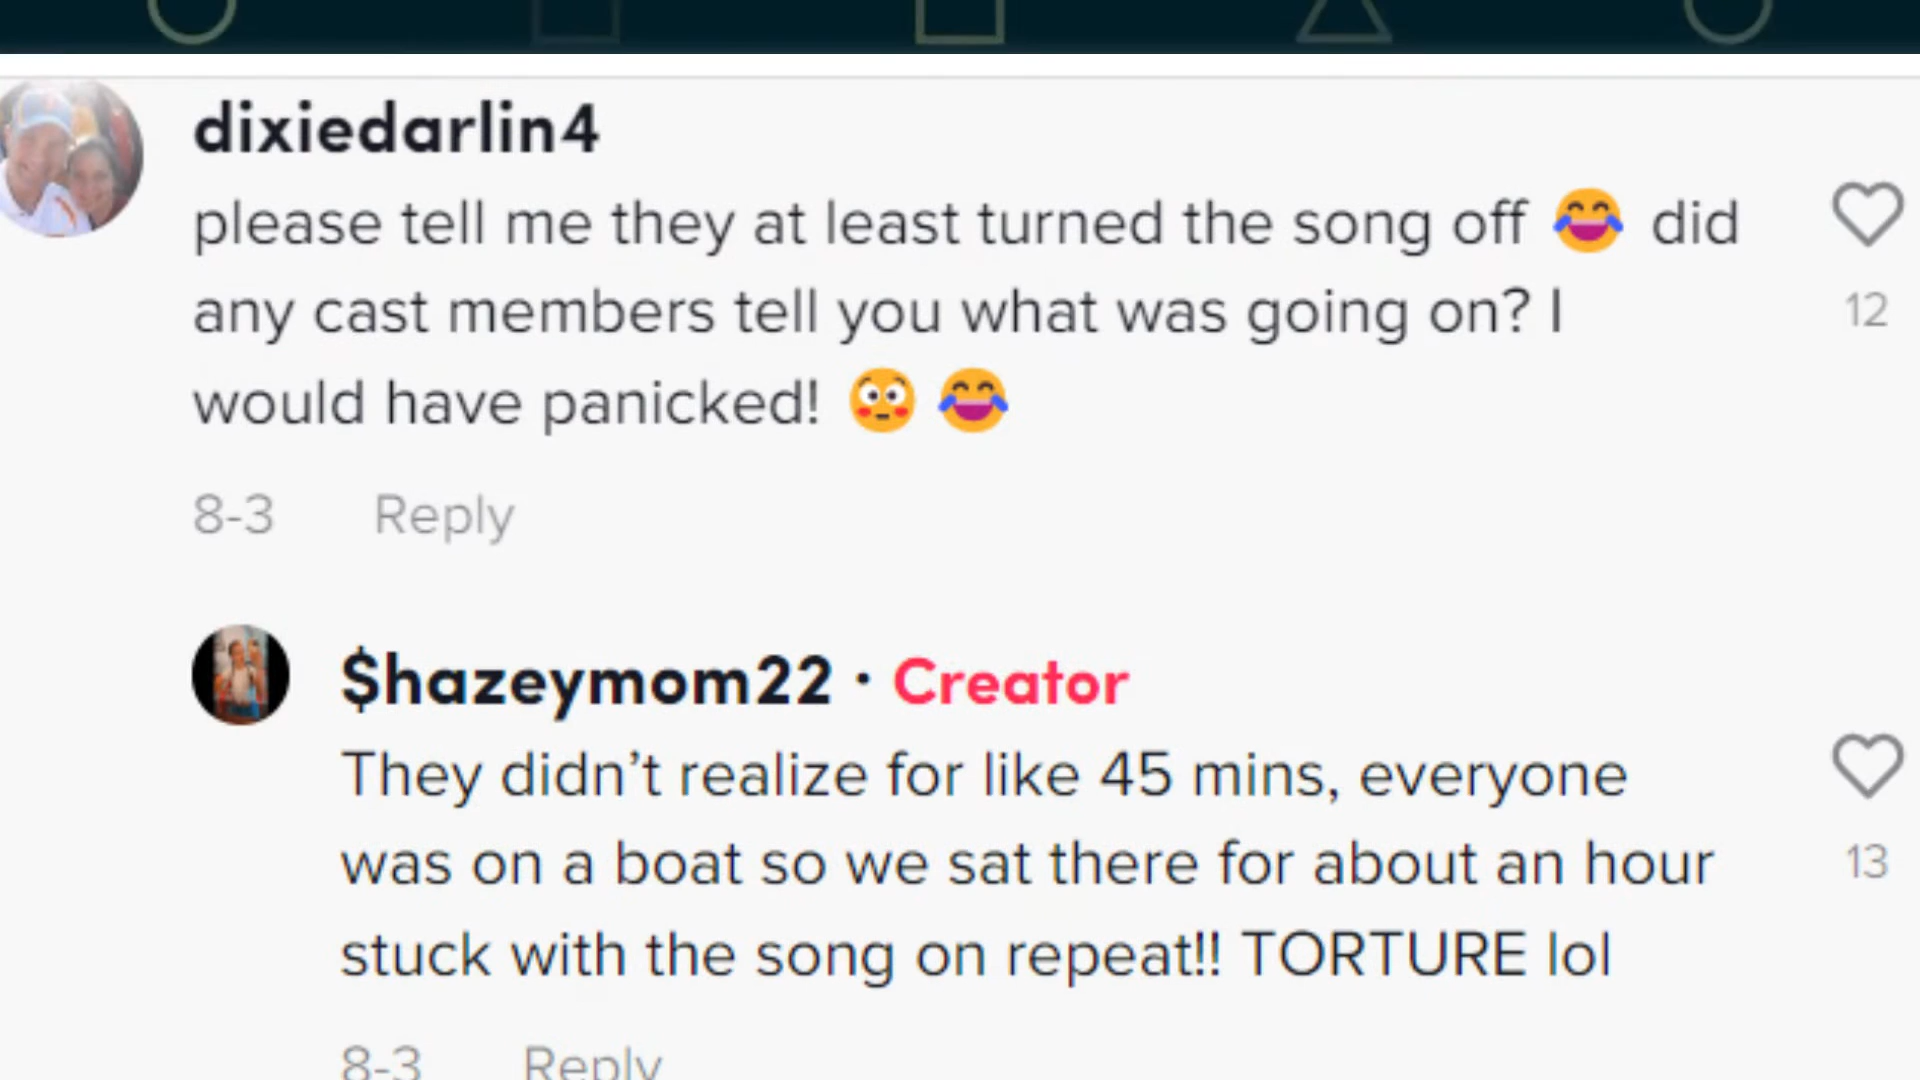 dixiedarlin4
please tell me they at least turned the song off 😂 did
any cast members tell you what was going on? I
would have panicked! 😳 😂
12
8-3 Reply
$hazeymom22 · Creator
They didn’t realize for like 45 mins, everyone
was on a boat so we sat there for about an hour
stuck with the song on repeat!! TORTURE lol
13
8-3 Reply